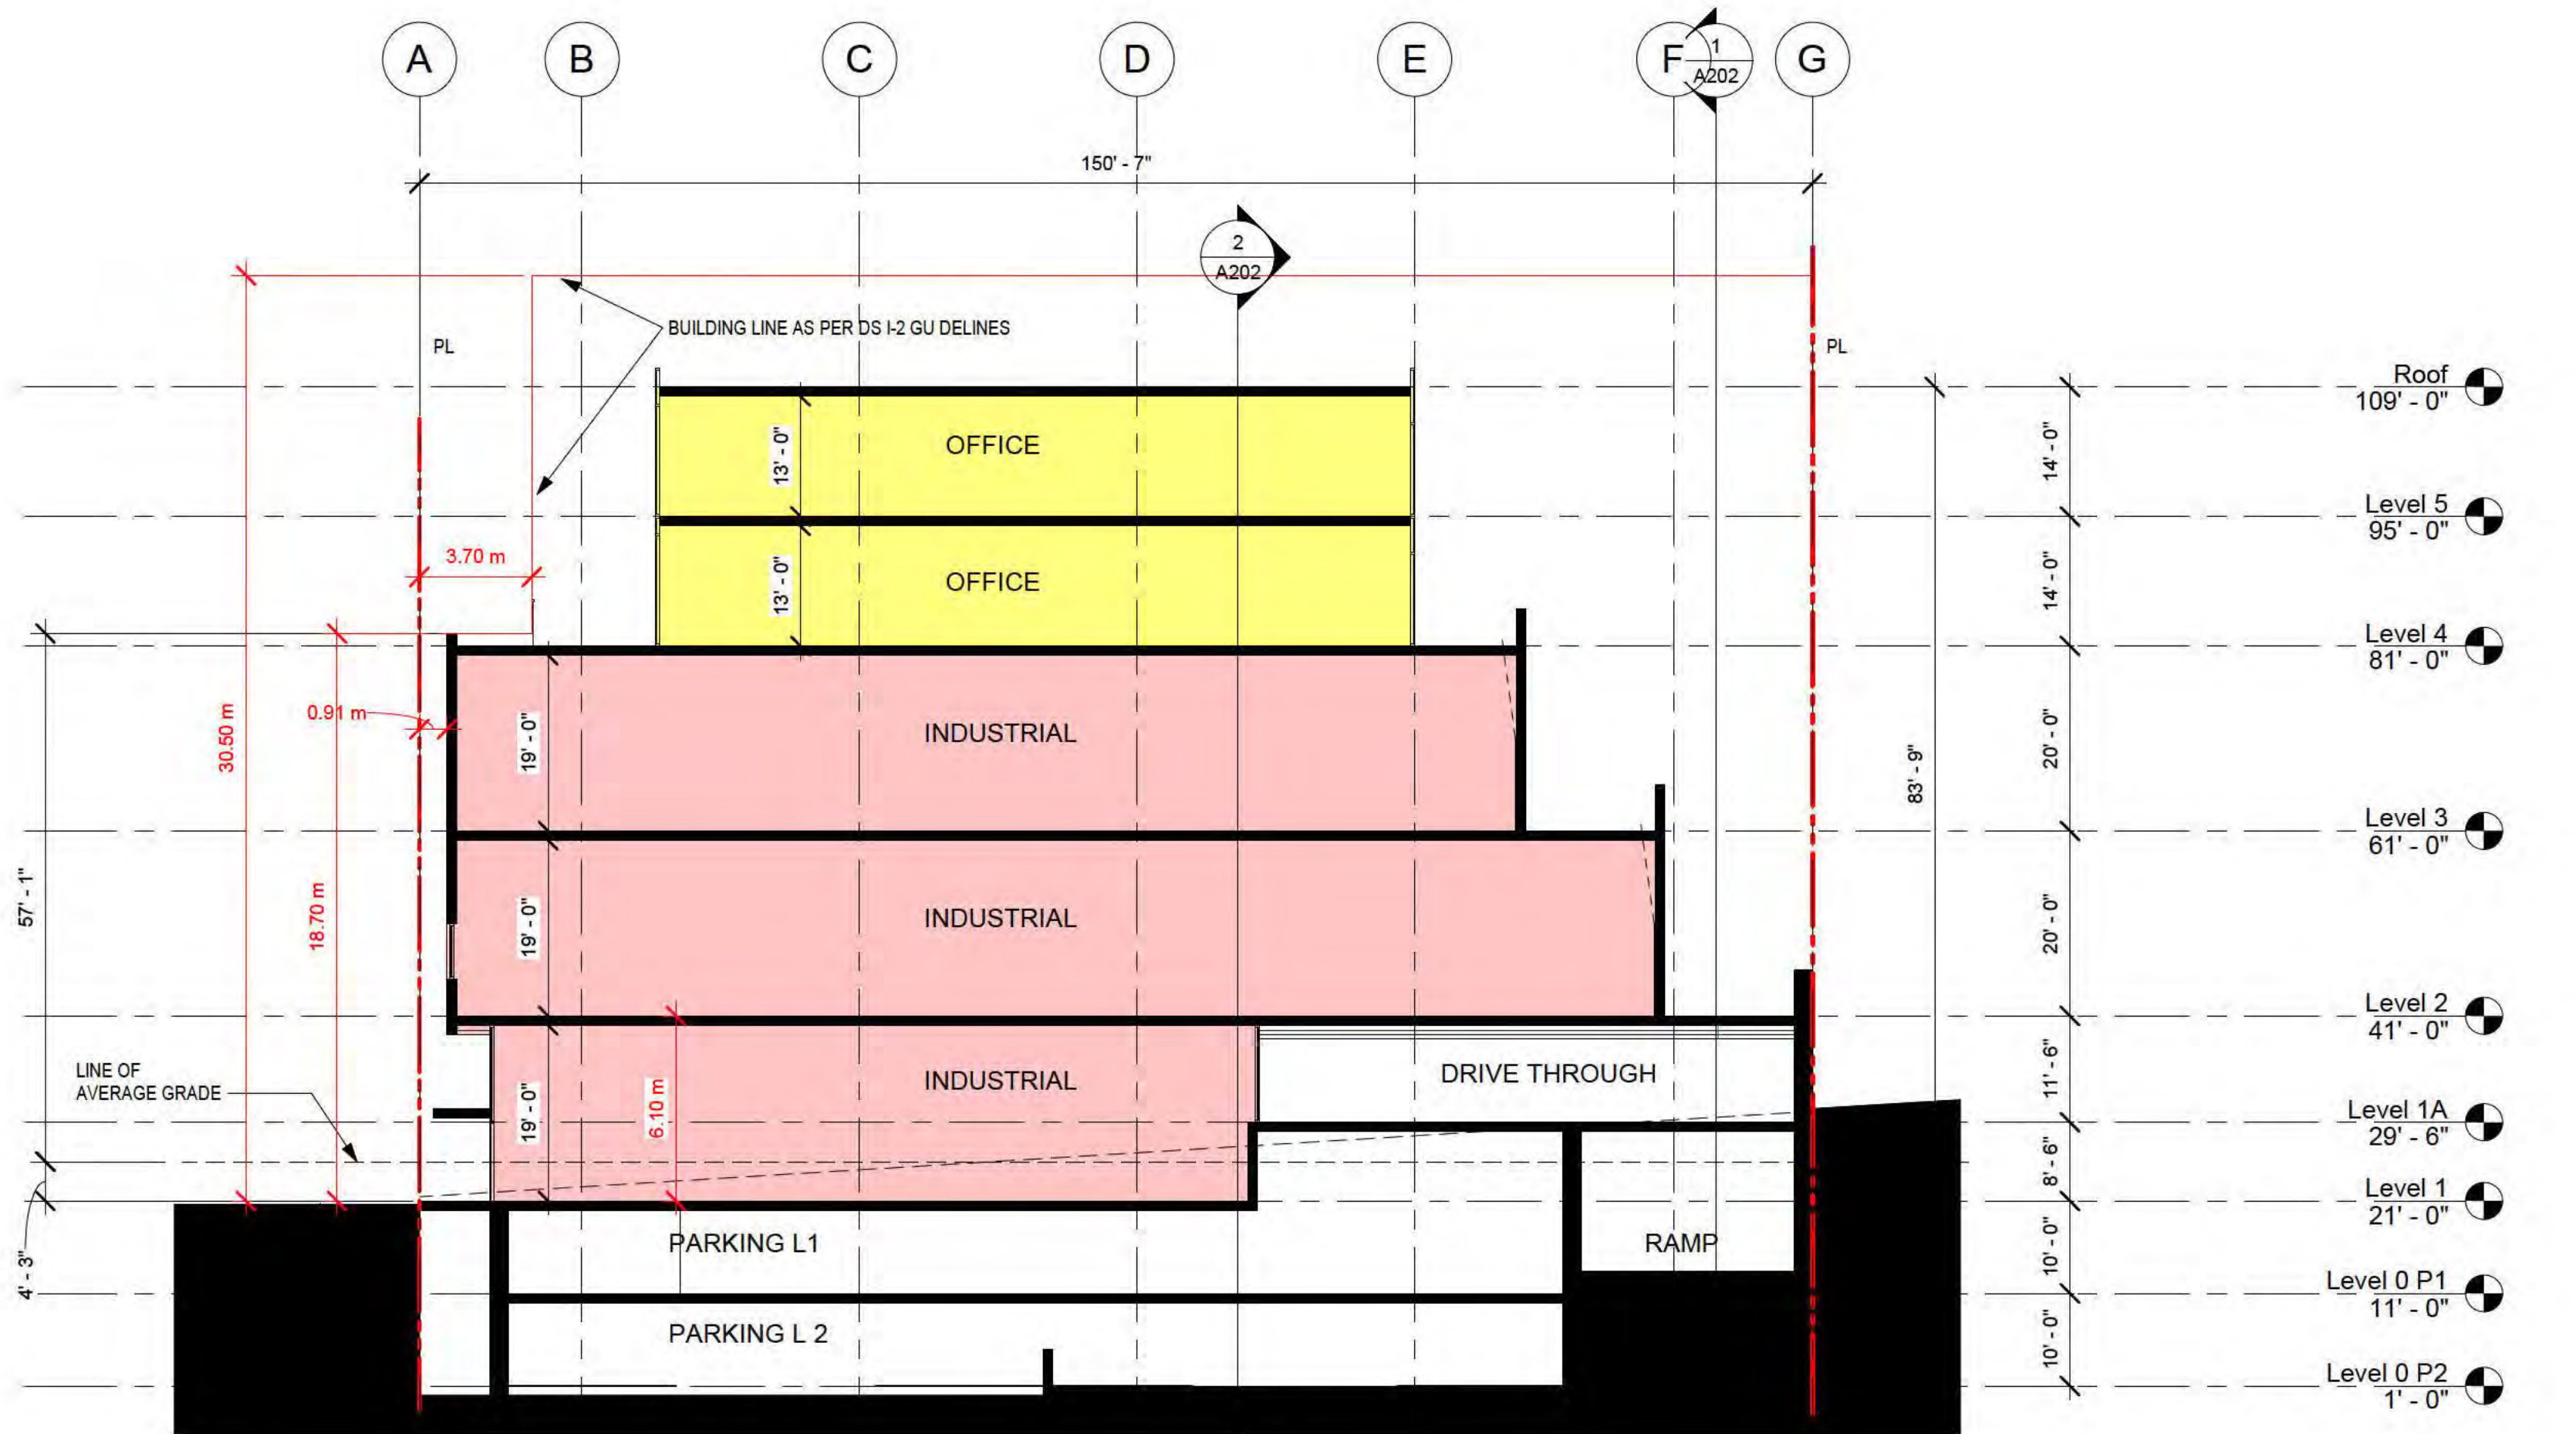 A
B
C
D
E
F
1
A202
G
150' - 7"
2
A202
BUILDING LINE AS PER DS I-2 GU DELINES
PL
PL
Roof
109' - 0"
OFFICE
13' - 0"
14' - 0"
Level 5
95' - 0"
3.70 m
OFFICE
13' - 0"
14' - 0"
Level 4
81' - 0"
30.50 m
0.91 m
19' - 0"
INDUSTRIAL
83' - 9"
20' - 0"
Level 3
61' - 0"
57' - 1"
18.70 m
19' - 0"
INDUSTRIAL
20' - 0"
Level 2
41' - 0"
LINE OF
AVERAGE GRADE
19' - 0"
6.10 m
INDUSTRIAL
DRIVE THROUGH
11' - 6"
Level 1A
29' - 6"
8' - 6"
Level 1
21' - 0"
4' - 3"
PARKING L1
RAMP
10' - 0"
Level 0 P1
11' - 0"
PARKING L 2
10' - 0"
Level 0 P2
1' - 0"